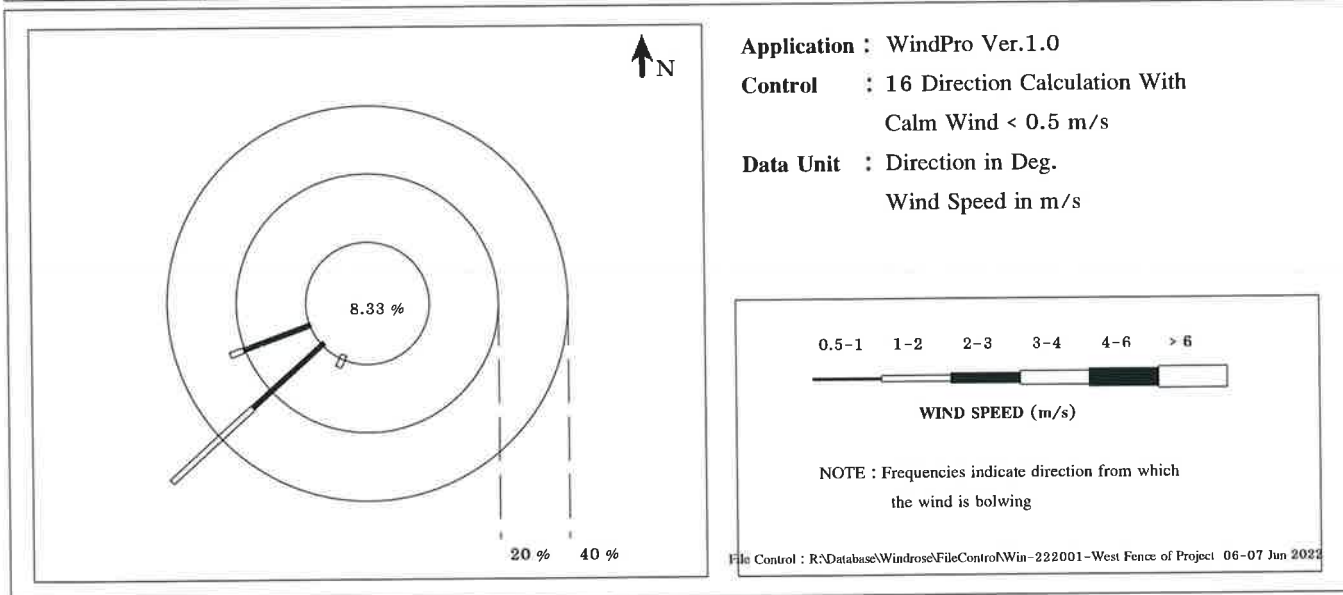 N
8.33 %
20 % 40 %
Application : WindPro Ver.1.0
Control : 16 Direction Calculation With
Calm Wind < 0.5 m/s
Data Unit : Direction in Deg.
Wind Speed in m/s
0.5-1 1-2 2-3 3-4 4-6 > 6
WIND SPEED (m/s)
NOTE : Frequencies indicate direction from which
the wind is bolwing
File Control : R:\Database\Windrose\FileControl\Win-222001-West Fence of Project 06-07 Jun 2022